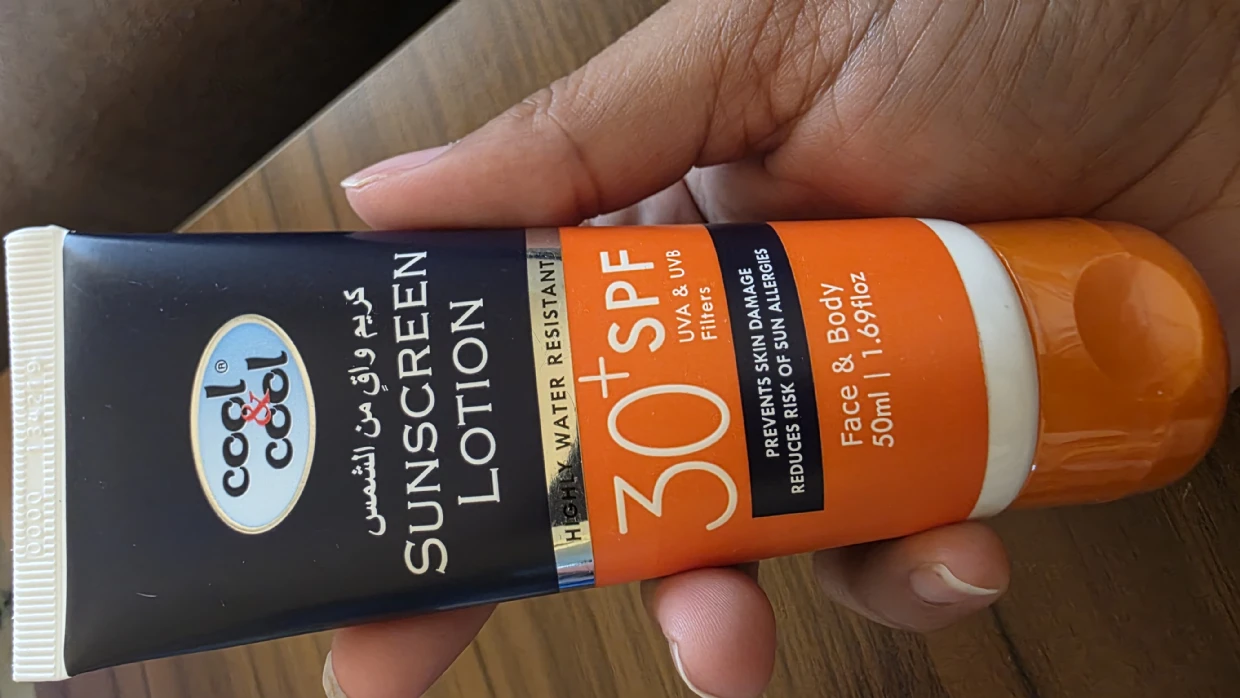 cool
&
cool®
كريم واقٍ من الشمس
SUNSCREEN
LOTION
HIGHLY WATER RESISTANT
30+SPF
UVA & UVB
Filters
PREVENTS SKIN DAMAGE
REDUCES RISK OF SUN ALLERGIES
Face & Body
50ml | 1.69floz